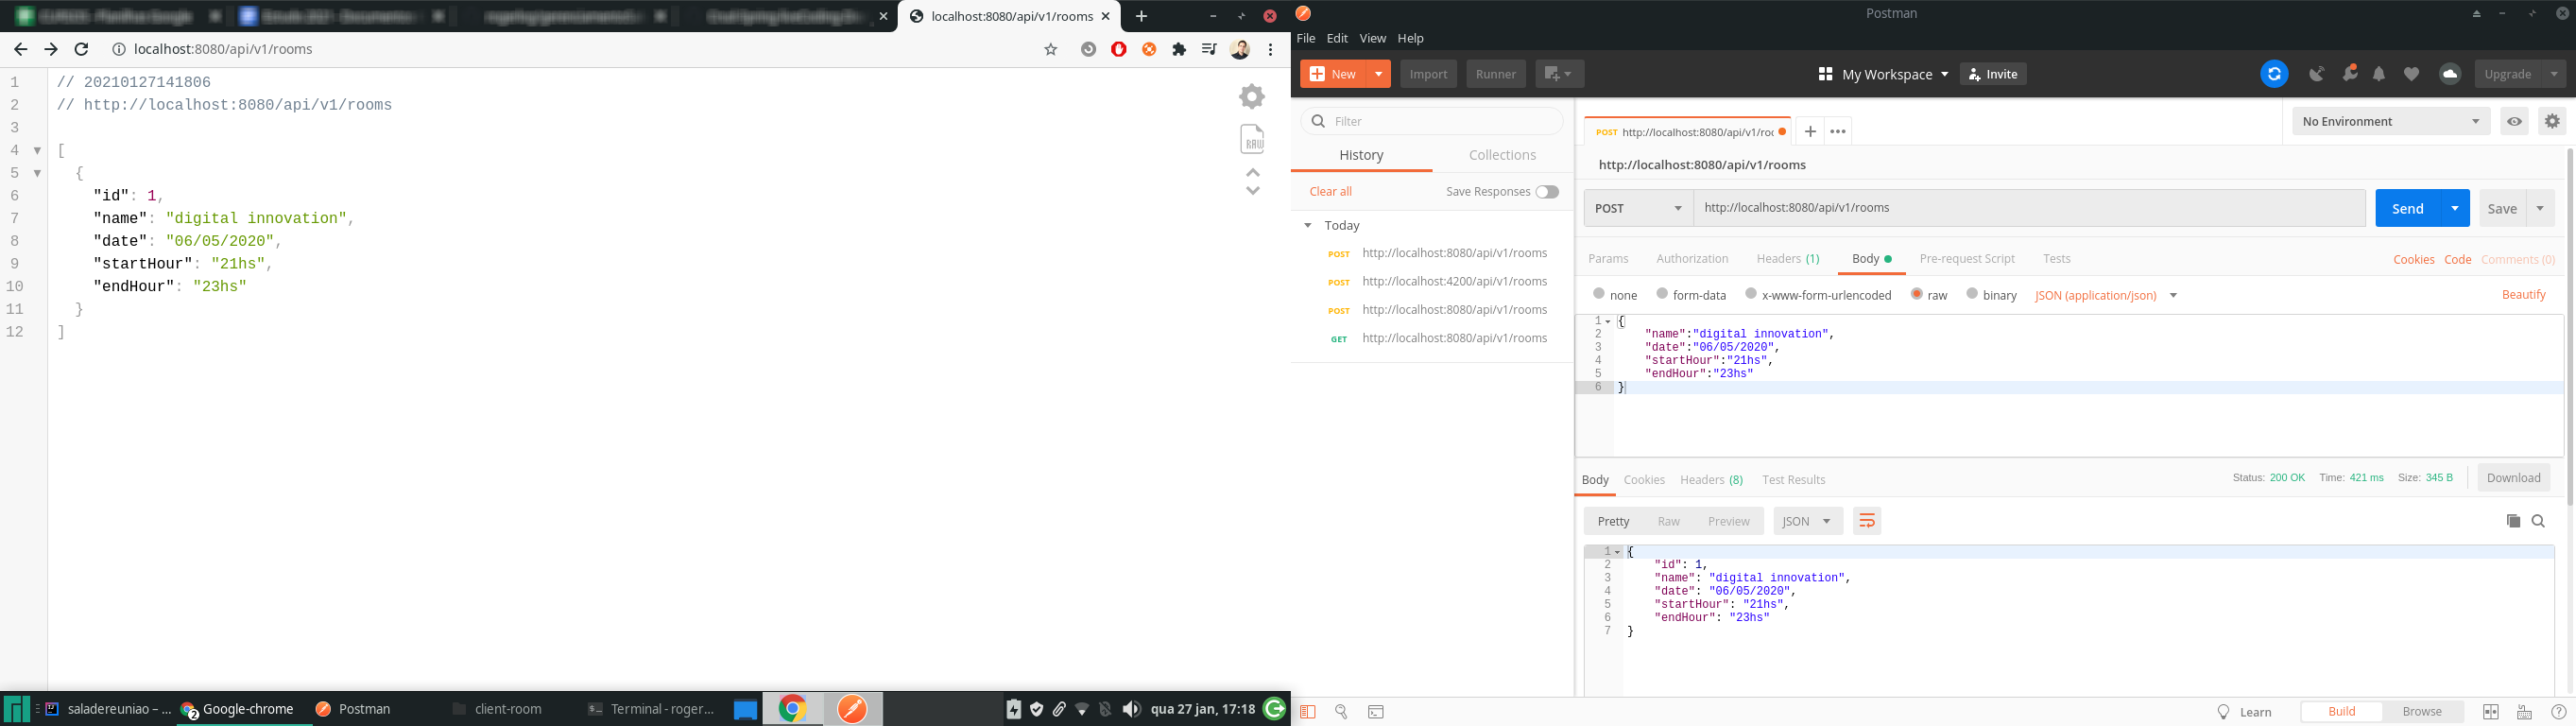 localhost:8080/api/v1/rooms
localhost:8080/api/v1/rooms
1 // 20210127141806
2 // http://localhost:8080/api/v1/rooms
3
4 [
5 {
6 "id": 1,
7 "name": "digital innovation",
8 "date": "06/05/2020",
9 "startHour": "21hs",
10 "endHour": "23hs"
11 }
12 ]
RAW
saladereuniao – ...
2 Google-chrome
Postman
client-room
Terminal - roger...
qua 27 jan, 17:18
Postman
File Edit View Help
New Import Runner My Workspace Invite Upgrade
Filter
History Collections
Clear all Save Responses
Today
POST http://localhost:8080/api/v1/rooms
POST http://localhost:4200/api/v1/rooms
POST http://localhost:8080/api/v1/rooms
GET http://localhost:8080/api/v1/rooms
POST http://localhost:8080/api/v1/roo
No Environment
http://localhost:8080/api/v1/rooms
POST http://localhost:8080/api/v1/rooms Send Save
Params Authorization Headers (1) Body Pre-request Script Tests Cookies Code Comments (0)
none form-data x-www-form-urlencoded raw binary JSON (application/json) Beautify
1 {
2 "name":"digital innovation",
3 "date":"06/05/2020",
4 "startHour":"21hs",
5 "endHour":"23hs"
6 }
Body Cookies Headers (8) Test Results Status: 200 OK Time: 421 ms Size: 345 B Download
Pretty Raw Preview JSON
1 {
2 "id": 1,
3 "name": "digital innovation",
4 "date": "06/05/2020",
5 "startHour": "21hs",
6 "endHour": "23hs"
7 }
Learn Build Browse